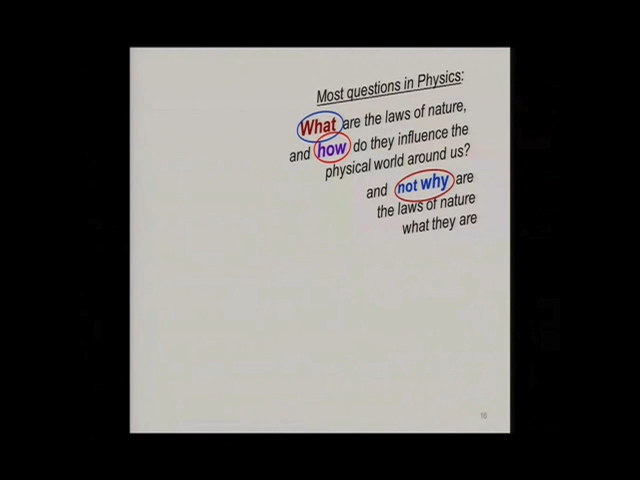 Most questions in Physics:
What are the laws of nature,
and how do they influence the
physical world around us?
and not why are
the laws of nature
what they are
16